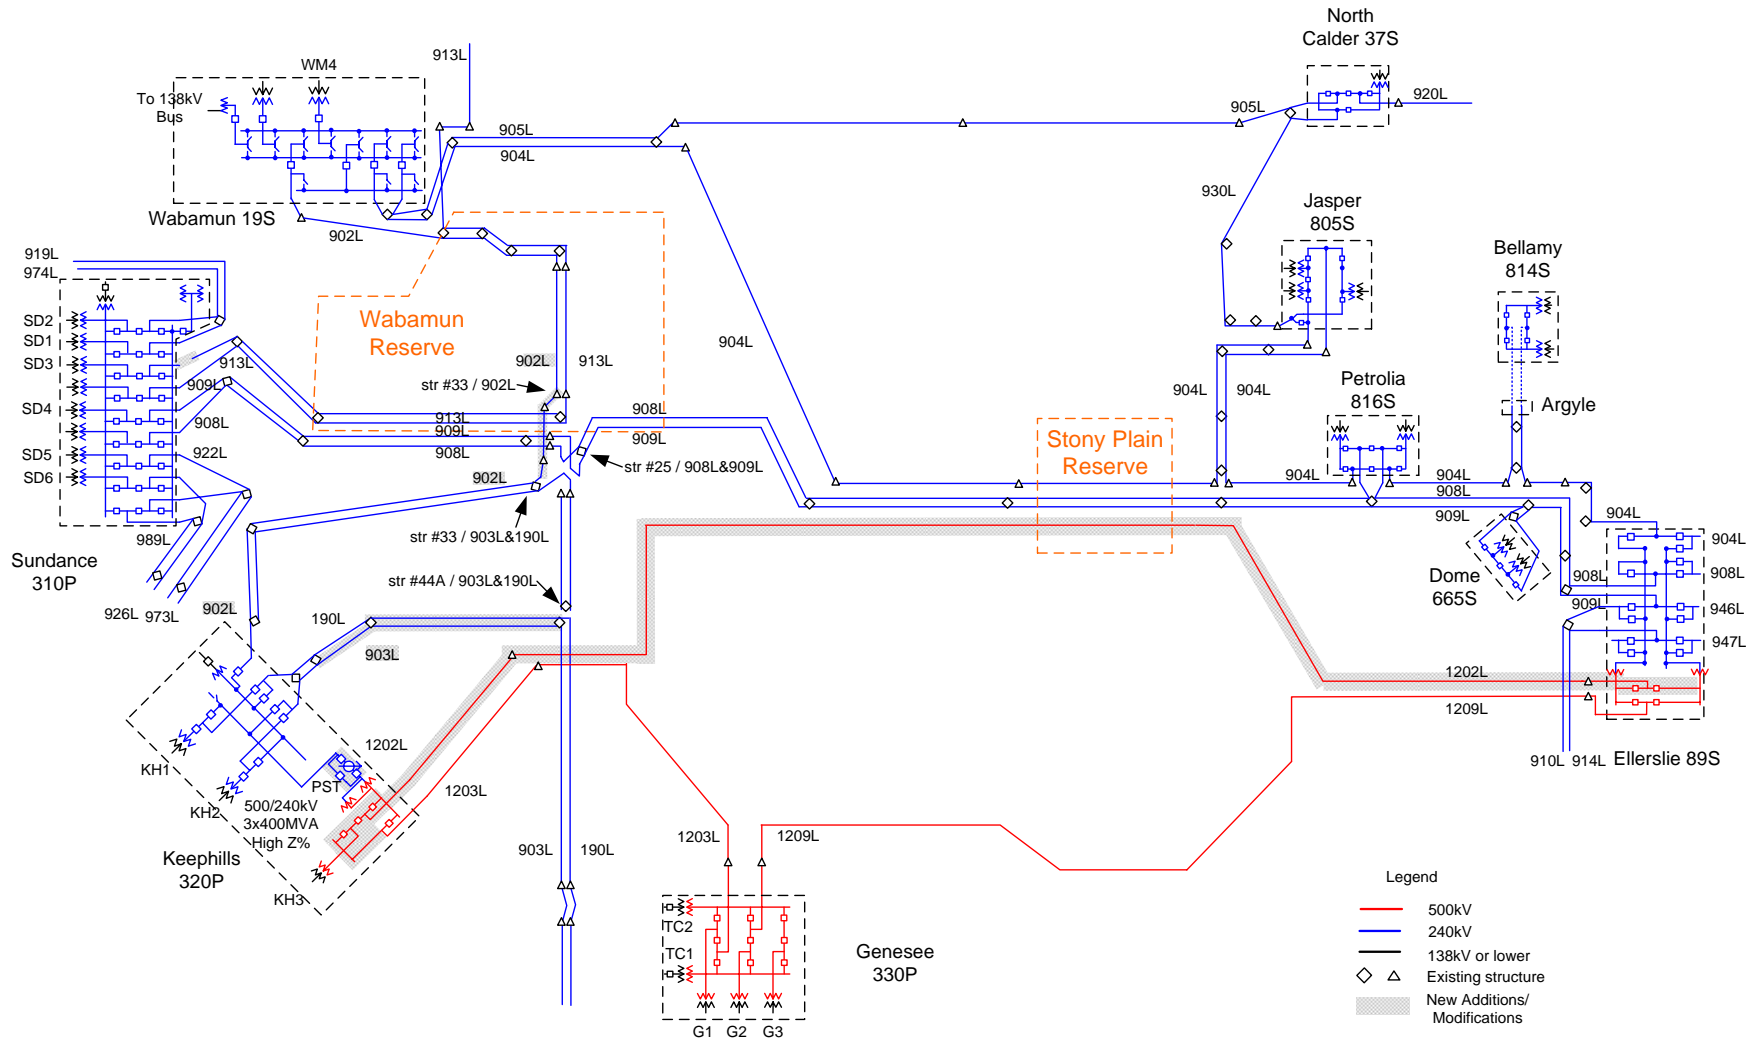 North
Calder 37S
913L
WM4
To 138kV
Bus
905L
904L
905L
920L
930L
Wabamun 19S
902L
Jasper
805S
Bellamy
814S
919L
974L
SD2
SD1
SD3
SD4
SD5
SD6
913L
909L
908L
922L
989L
926L
973L
Sundance
310P
Wabamun
Reserve
902L
913L
str #33 / 902L
913L
909L
908L
904L
908L
909L
str #25 / 908L&909L
902L
str #33 / 903L&190L
str #44A / 903L&190L
Stony Plain
Reserve
904L
904L
Petrolia
816S
Argyle
904L
904L
908L
909L
904L
Dome
665S
908L
909L
904L
908L
946L
947L
1202L
1209L
910L
914L
Ellerslie 89S
902L
190L
903L
KH1
KH2
KH3
PST
1202L
1203L
500/240kV
3x400MVA
High Z%
Keephills
320P
903L
190L
1203L
1209L
TC2
TC1
G1
G2
G3
Genesee
330P
Legend
500kV
240kV
138kV or lower
Existing structure
New Additions/
Modifications